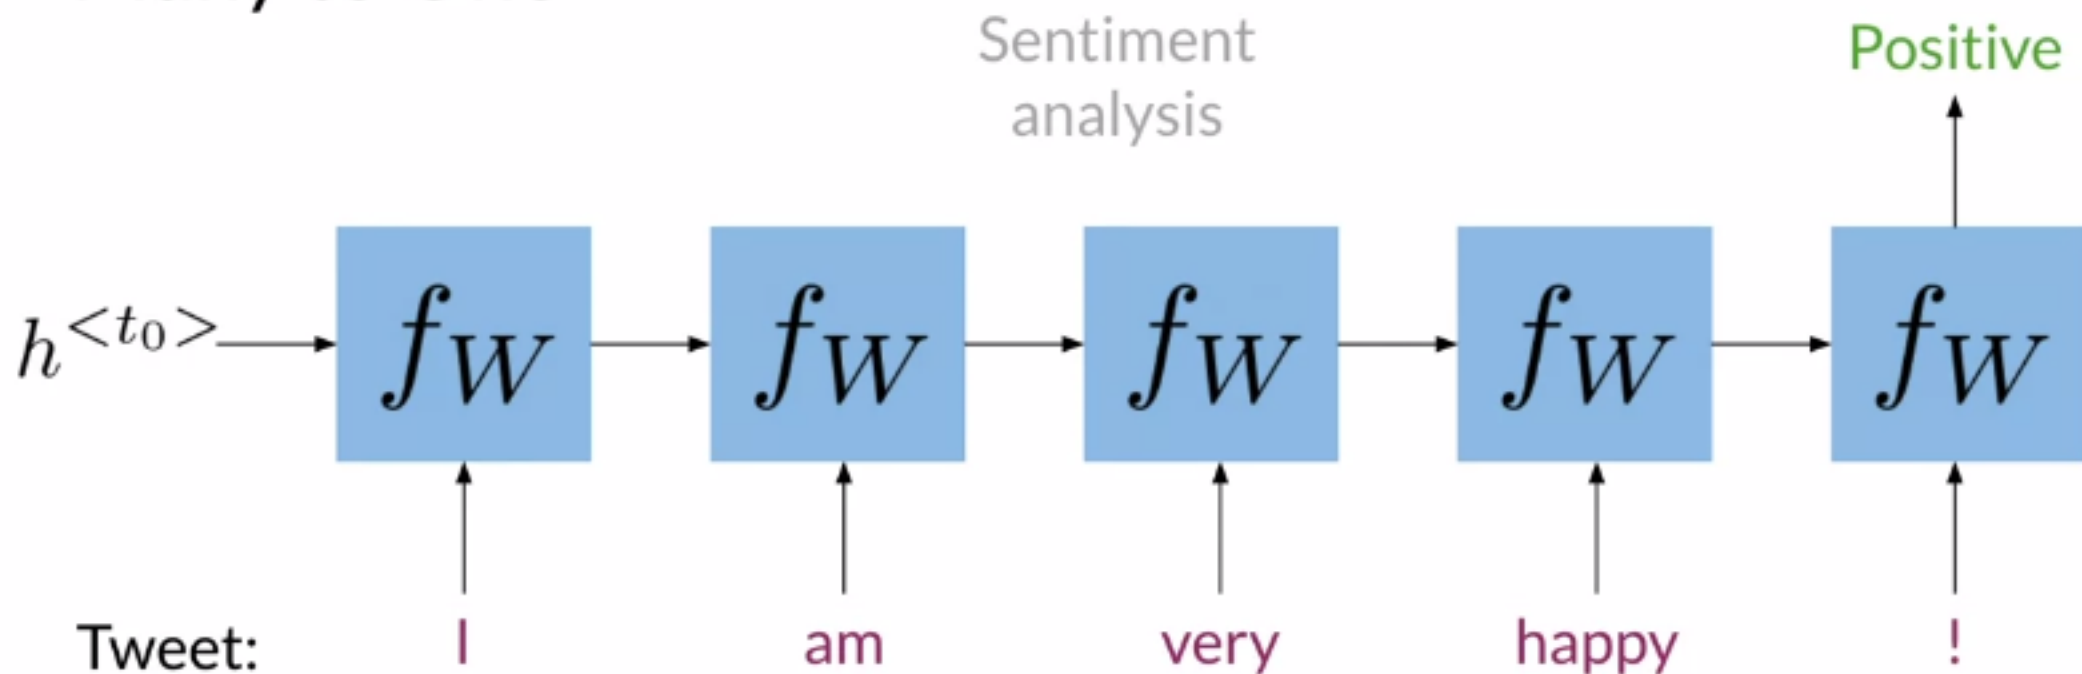 Sentiment
analysis
Positive
h<t0>
fW fW fW fW fW
Tweet: I am very happy !